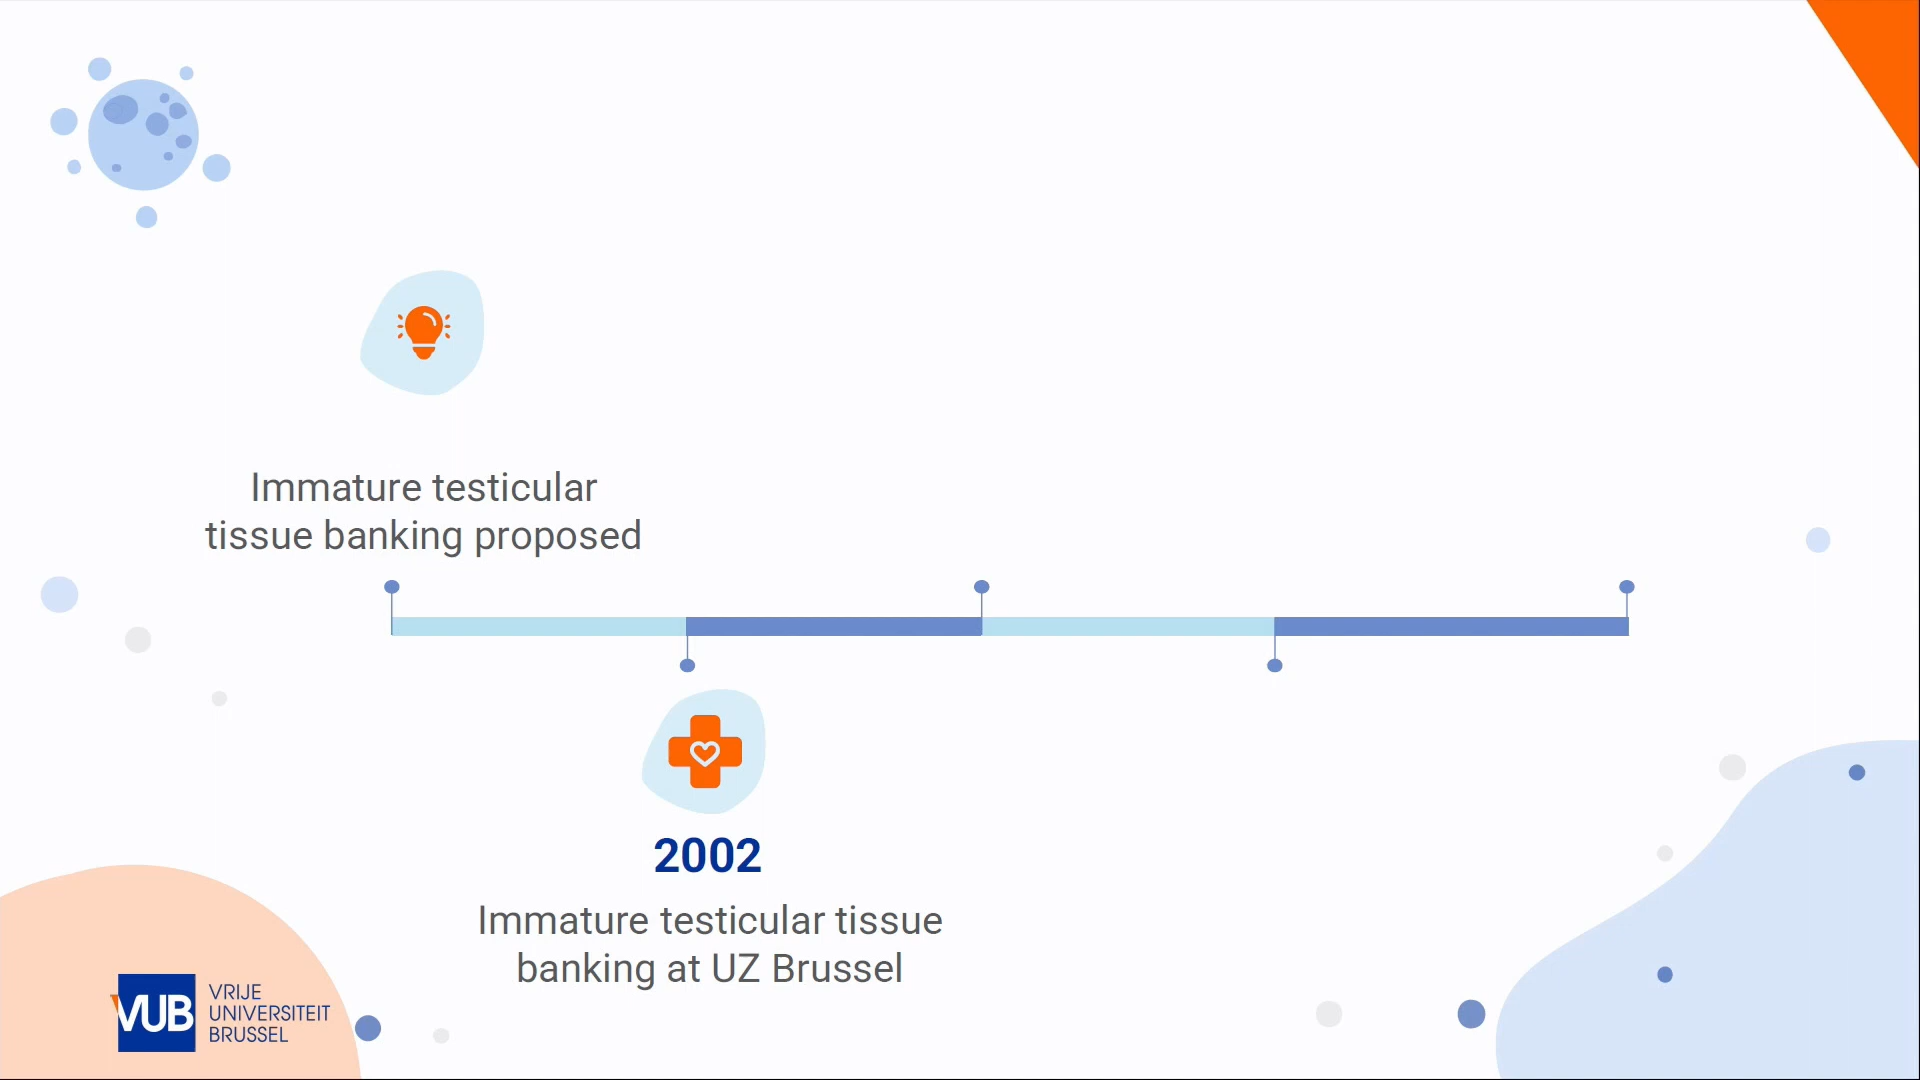 Immature testicular
tissue banking proposed
2002
Immature testicular tissue
banking at UZ Brussel
VUB
VRIJE
UNIVERSITEIT
BRUSSEL